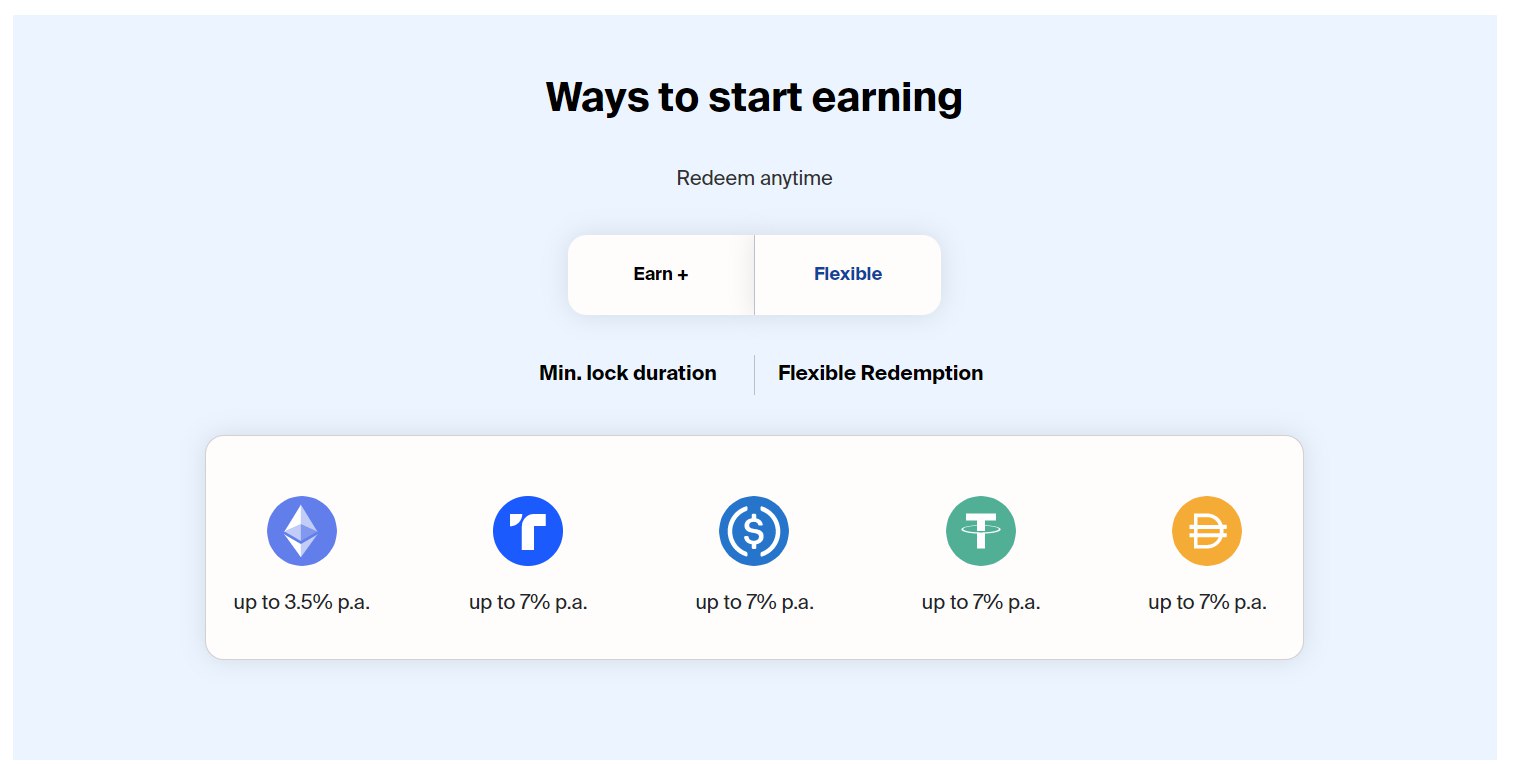 Ways to start earning
Redeem anytime
Earn +
Flexible
Min. lock duration
Flexible Redemption
up to 3.5% p.a.
up to 7% p.a.
up to 7% p.a.
up to 7% p.a.
up to 7% p.a.